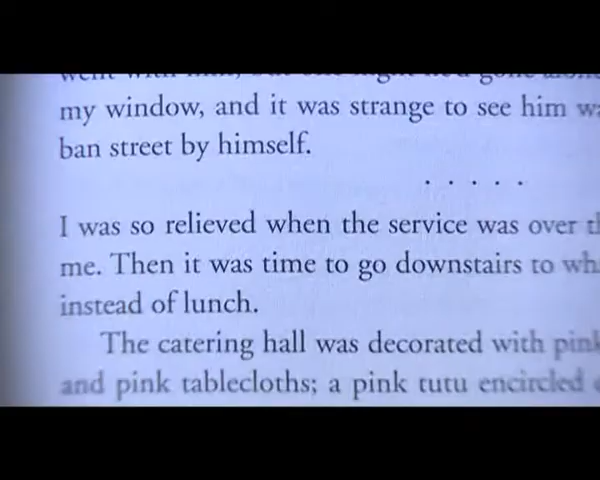 my window, and it was strange to see him
ban street by himself.
. . . . .
I was so relieved when the service was over
me. Then it was time to go downstairs to
instead of lunch.
The catering hall was decorated with pink
and pink tablecloths; a pink tutu encircled